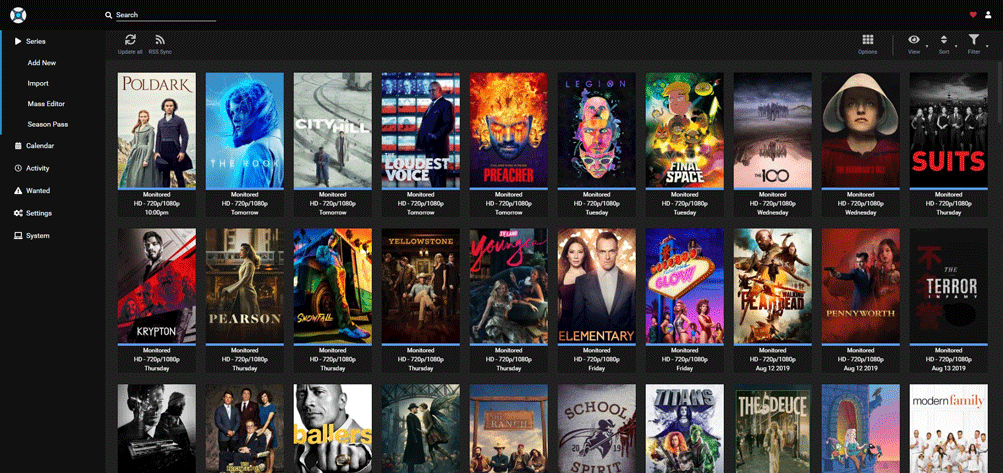 Search
Series
Add New
Import
Mass Editor
Season Pass
Calendar
Activity
Wanted
Settings
System
Update all
RSS Sync
Options
View
Sort
Filter
POLDARK
THE ROOK
CITY HILL
THE LOUDEST VOICE
PREACHER
LEGION
FINAL SPACE
THE 100
SUITS
Monitored
HD - 720p/1080p
10:00pm
Monitored
HD - 720p/1080p
Tomorrow
Monitored
HD - 720p/1080p
Tomorrow
Monitored
HD - 720p/1080p
Tomorrow
Monitored
HD - 720p/1080p
Tomorrow
Monitored
HD - 720p/1080p
Tuesday
Monitored
HD - 720p/1080p
Tuesday
Monitored
HD - 720p/1080p
Wednesday
Monitored
HD - 720p/1080p
Wednesday
Monitored
HD - 720p/1080p
Thursday
KRYPTON
PEARSON
SNOWFALL
YELLOWSTONE
TV LAND
Younger
ELEMENTARY
GLOW
FEAR THE WALKING DEAD
PENNYWORTH
THE
TERROR
INFAMY
Monitored
HD - 720p/1080p
Thursday
Monitored
HD - 720p/1080p
Thursday
Monitored
HD - 720p/1080p
Thursday
Monitored
HD - 720p/1080p
Thursday
Monitored
HD - 720p/1080p
Thursday
Monitored
HD - 720p/1080p
Friday
Monitored
HD - 720p/1080p
Friday
Monitored
HD - 720p/1080p
Aug 12 2019
Monitored
HD - 720p/1080p
Aug 12 2019
Monitored
HD - 720p/1080p
Aug 13 2019
ballers
RANCH
SCHOOL
2019
SPIRIT
TITANS
THE DEUCE
modern family